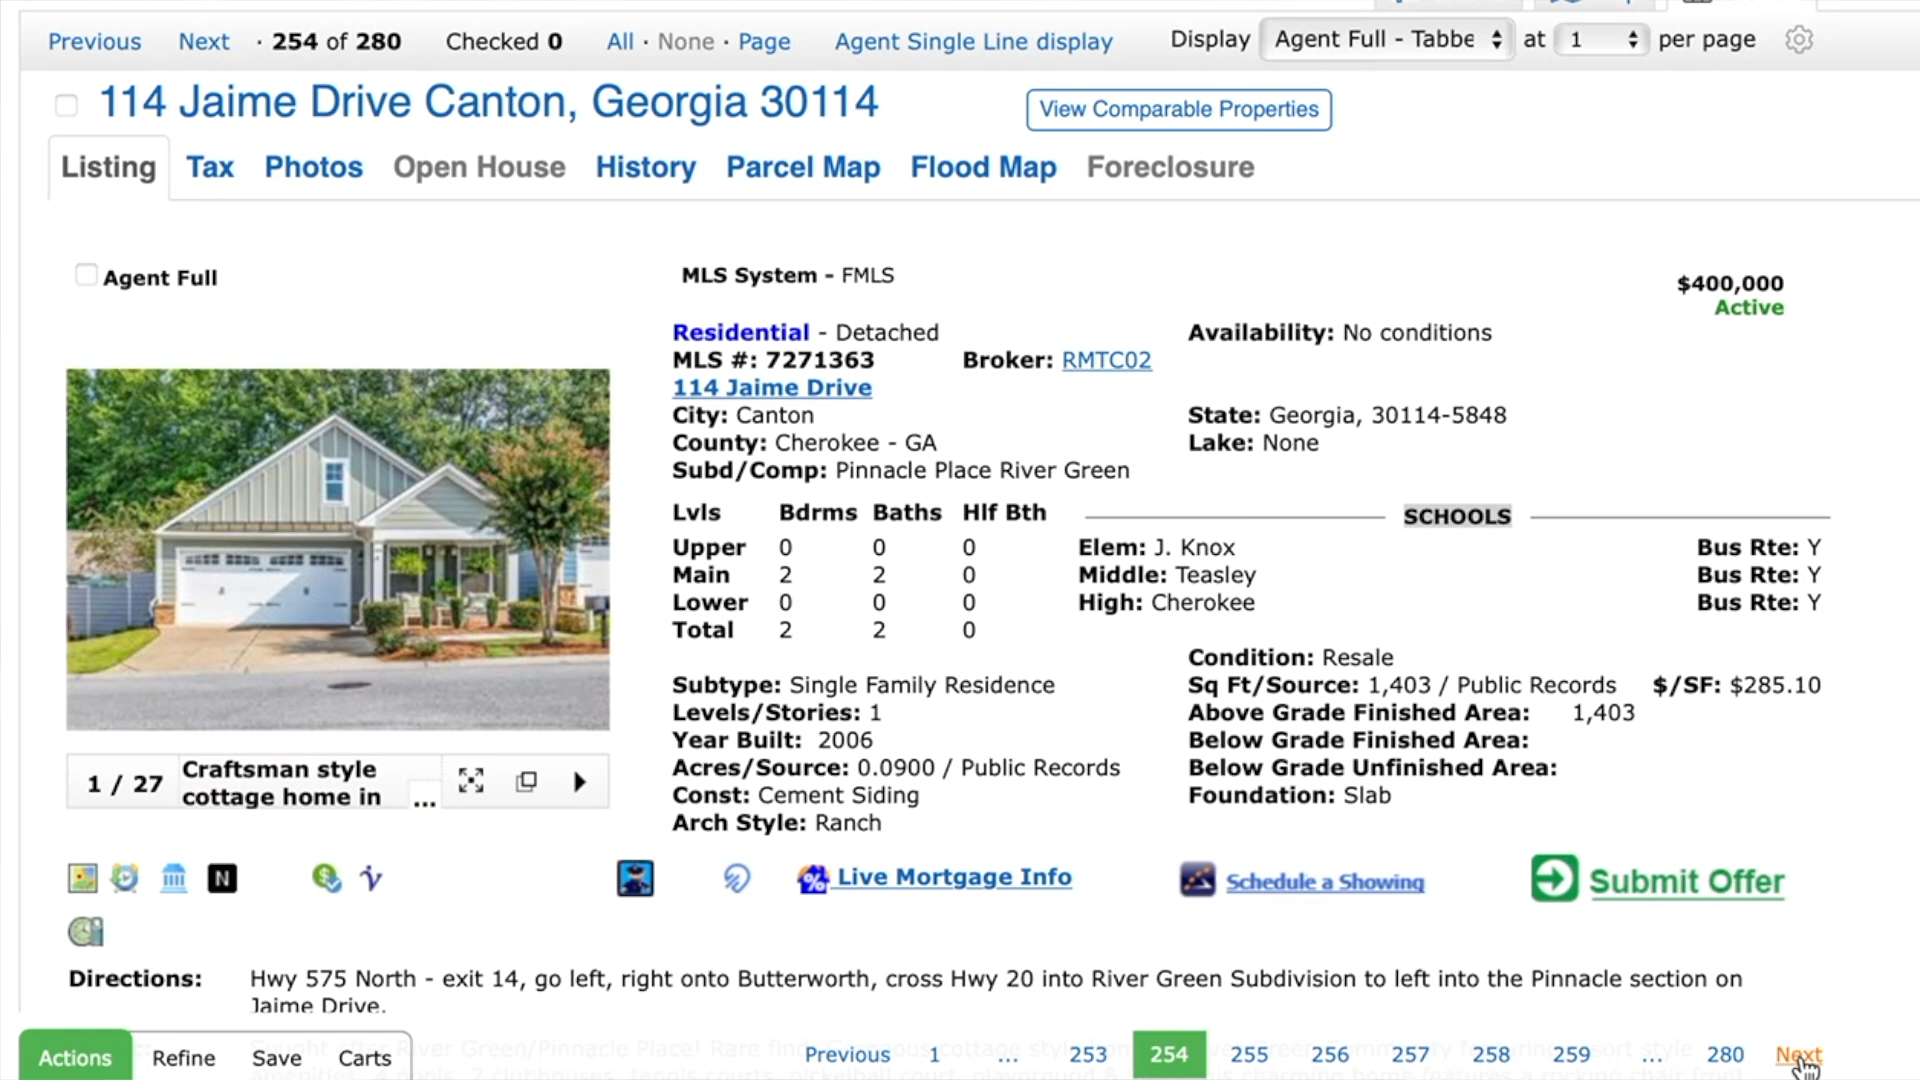 Previous Next · 254 of 280 Checked 0 All · None · Page Agent Single Line display Display Agent Full - Tabbe at 1 per page
114 Jaime Drive Canton, Georgia 30114 View Comparable Properties
Listing Tax Photos Open House History Parcel Map Flood Map Foreclosure
Agent Full MLS System - FMLS $400,000
Active
Residential - Detached Availability: No conditions
MLS #: 7271363 Broker: RMTC02
114 Jaime Drive
City: Canton State: Georgia, 30114-5848
County: Cherokee - GA Lake: None
Subd/Comp: Pinnacle Place River Green
Lvls Bdrms Baths Hlf Bth SCHOOLS
Upper 0 0 0 Elem: J. Knox Bus Rte: Y
Main 2 2 0 Middle: Teasley Bus Rte: Y
Lower 0 0 0 High: Cherokee Bus Rte: Y
Total 2 2 0
Condition: Resale
Subtype: Single Family Residence Sq Ft/Source: 1,403 / Public Records $/SF: $285.10
Levels/Stories: 1 Above Grade Finished Area: 1,403
Year Built: 2006 Below Grade Finished Area:
Acres/Source: 0.0900 / Public Records Below Grade Unfinished Area:
Const: Cement Siding Foundation: Slab
Arch Style: Ranch
1 / 27 Craftsman style
cottage home in ...
N Live Mortgage Info Schedule a Showing Submit Offer
Directions: Hwy 575 North - exit 14, go left, right onto Butterworth, cross Hwy 20 into River Green Subdivision to left into the Pinnacle section on
Jaime Drive.
Actions Refine Save Carts Previous 1 ... 253 254 255 256 257 258 259 .... 280 Next